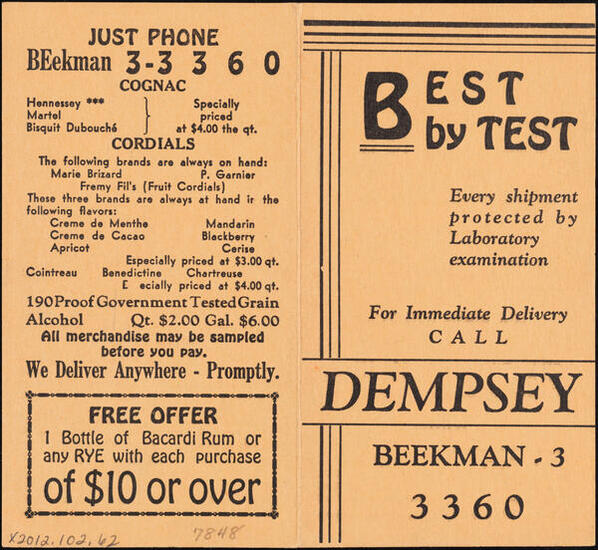 JUST PHONE
BEekman 3-3 3 6 0
COGNAC
Hennessey ***
Martel
Bisquit Dubouché
Specially
priced
at $4.00 the qt.
CORDIALS
The following brands are always on hand:
Marie Brizard P. Garnier
Fremy Fil's (Fruit Cordials)
These three brands are always at hand ir the
following flavors:
Creme de Menthe Mandarin
Creme de Cacao Blackberry
Apricot Cerise
Especially priced at $3.00 qt.
Cointreau Benedictine Chartreuse
E ecially priced at $4.00 qt.
190 Proof Government Tested Grain
Alcohol Qt. $2.00 Gal. $6.00
All merchandise may be sampled
before you pay.
We Deliver Anywhere - Promptly.
FREE OFFER
1 Bottle of Bacardi Rum or
any RYE with each purchase
of $10 or over
X2012.102.62 7848
BEST
by TEST
Every shipment
protected by
Laboratory
examination
For Immediate Delivery
CALL
DEMPSEY
BEEKMAN - 3
3360